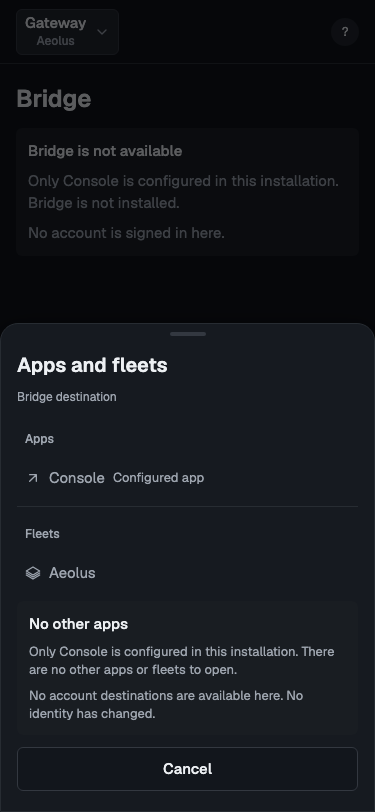 Gateway
Aeolus
?
Bridge
Bridge is not available
Only Console is configured in this installation.
Bridge is not installed.
No account is signed in here.
Apps and fleets
Bridge destination
Apps
Console Configured app
Fleets
Aeolus
No other apps
Only Console is configured in this installation. There
are no other apps or fleets to open.
No account destinations are available here. No
identity has changed.
Cancel